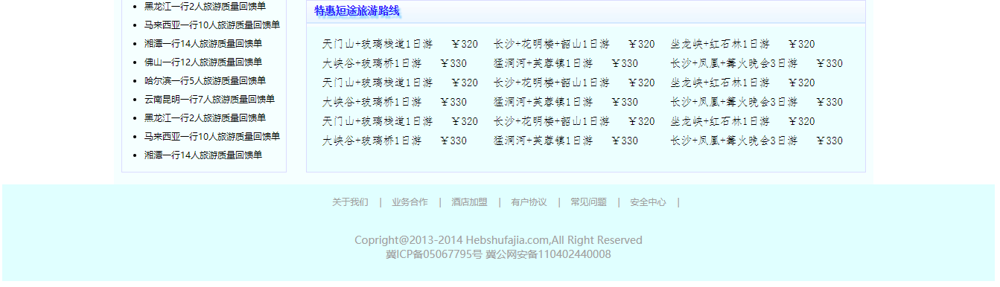 黑龙江一行2人旅游质量回馈单
马来西亚一行10人旅游质量回馈单
湘潭一行14人旅游质量回馈单
佛山一行12人旅游质量回馈单
哈尔滨一行5人旅游质量回馈单
云南昆明一行7人旅游质量回馈单
黑龙江一行2人旅游质量回馈单
马来西亚一行10人旅游质量回馈单
湘潭一行14人旅游质量回馈单
特惠短途旅游路线
天门山+玻璃栈道1日游 ￥320 长沙+花明楼+韶山1日游 ￥320 坐龙峡+红石林1日游 ￥320
大峡谷+玻璃桥1日游 ￥330 猛洞河+芙蓉镇1日游 ￥330 长沙+凤凰+篝火晚会3日游 ￥330
天门山+玻璃栈道1日游 ￥320 长沙+花明楼+韶山1日游 ￥320 坐龙峡+红石林1日游 ￥320
大峡谷+玻璃桥1日游 ￥330 猛洞河+芙蓉镇1日游 ￥330 长沙+凤凰+篝火晚会3日游 ￥330
天门山+玻璃栈道1日游 ￥320 长沙+花明楼+韶山1日游 ￥320 坐龙峡+红石林1日游 ￥320
大峡谷+玻璃桥1日游 ￥330 猛洞河+芙蓉镇1日游 ￥330 长沙+凤凰+篝火晚会3日游 ￥330
关于我们 | 业务合作 | 酒店加盟 | 有户协议 | 常见问题 | 安全中心 |
Copright@2013-2014 Hebshufajia.com,All Right Reserved
冀ICP备05067795号 冀公网安备110402440008